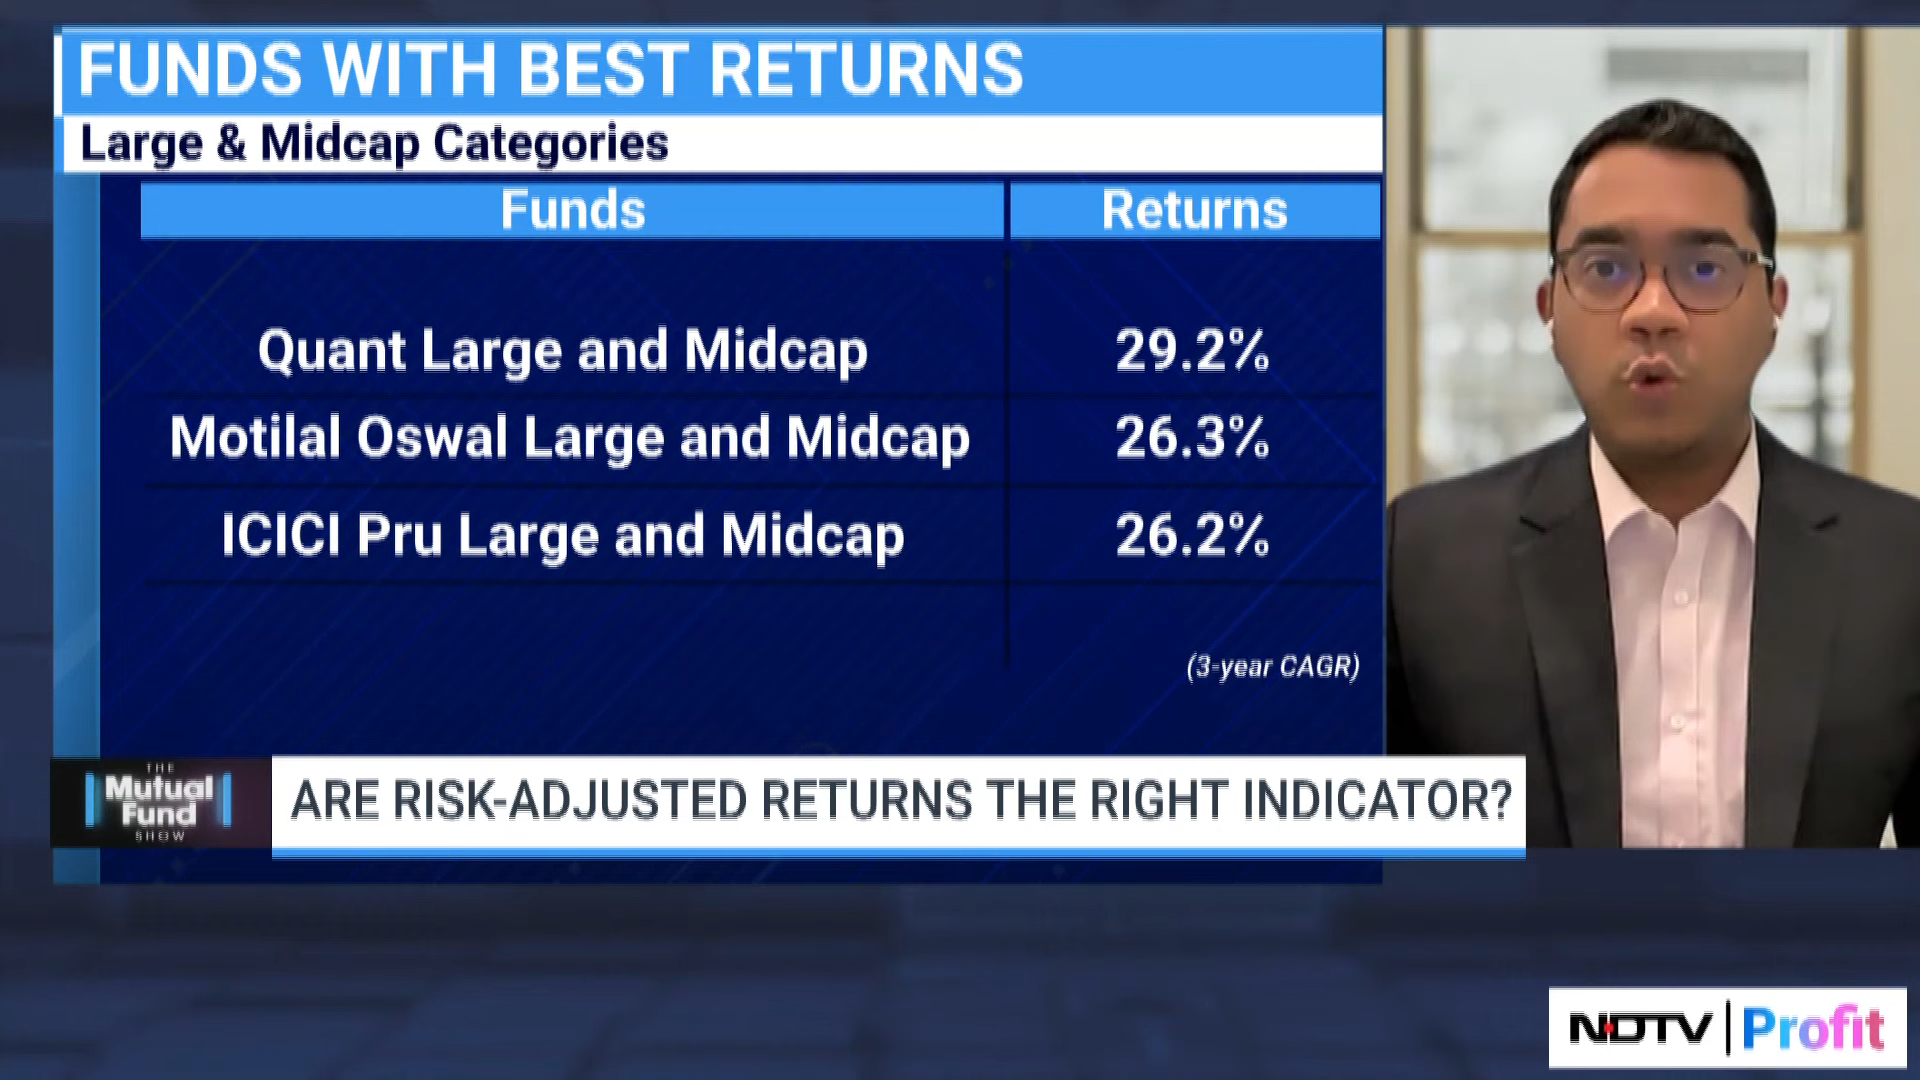 FUNDS WITH BEST RETURNS
Large & Midcap Categories
Funds Returns
Quant Large and Midcap 29.2%
Motilal Oswal Large and Midcap 26.3%
ICICI Pru Large and Midcap 26.2%
(3-year CAGR)
THE
Mutual
Fund
SHOW
ARE RISK-ADJUSTED RETURNS THE RIGHT INDICATOR?
NDTV Profit